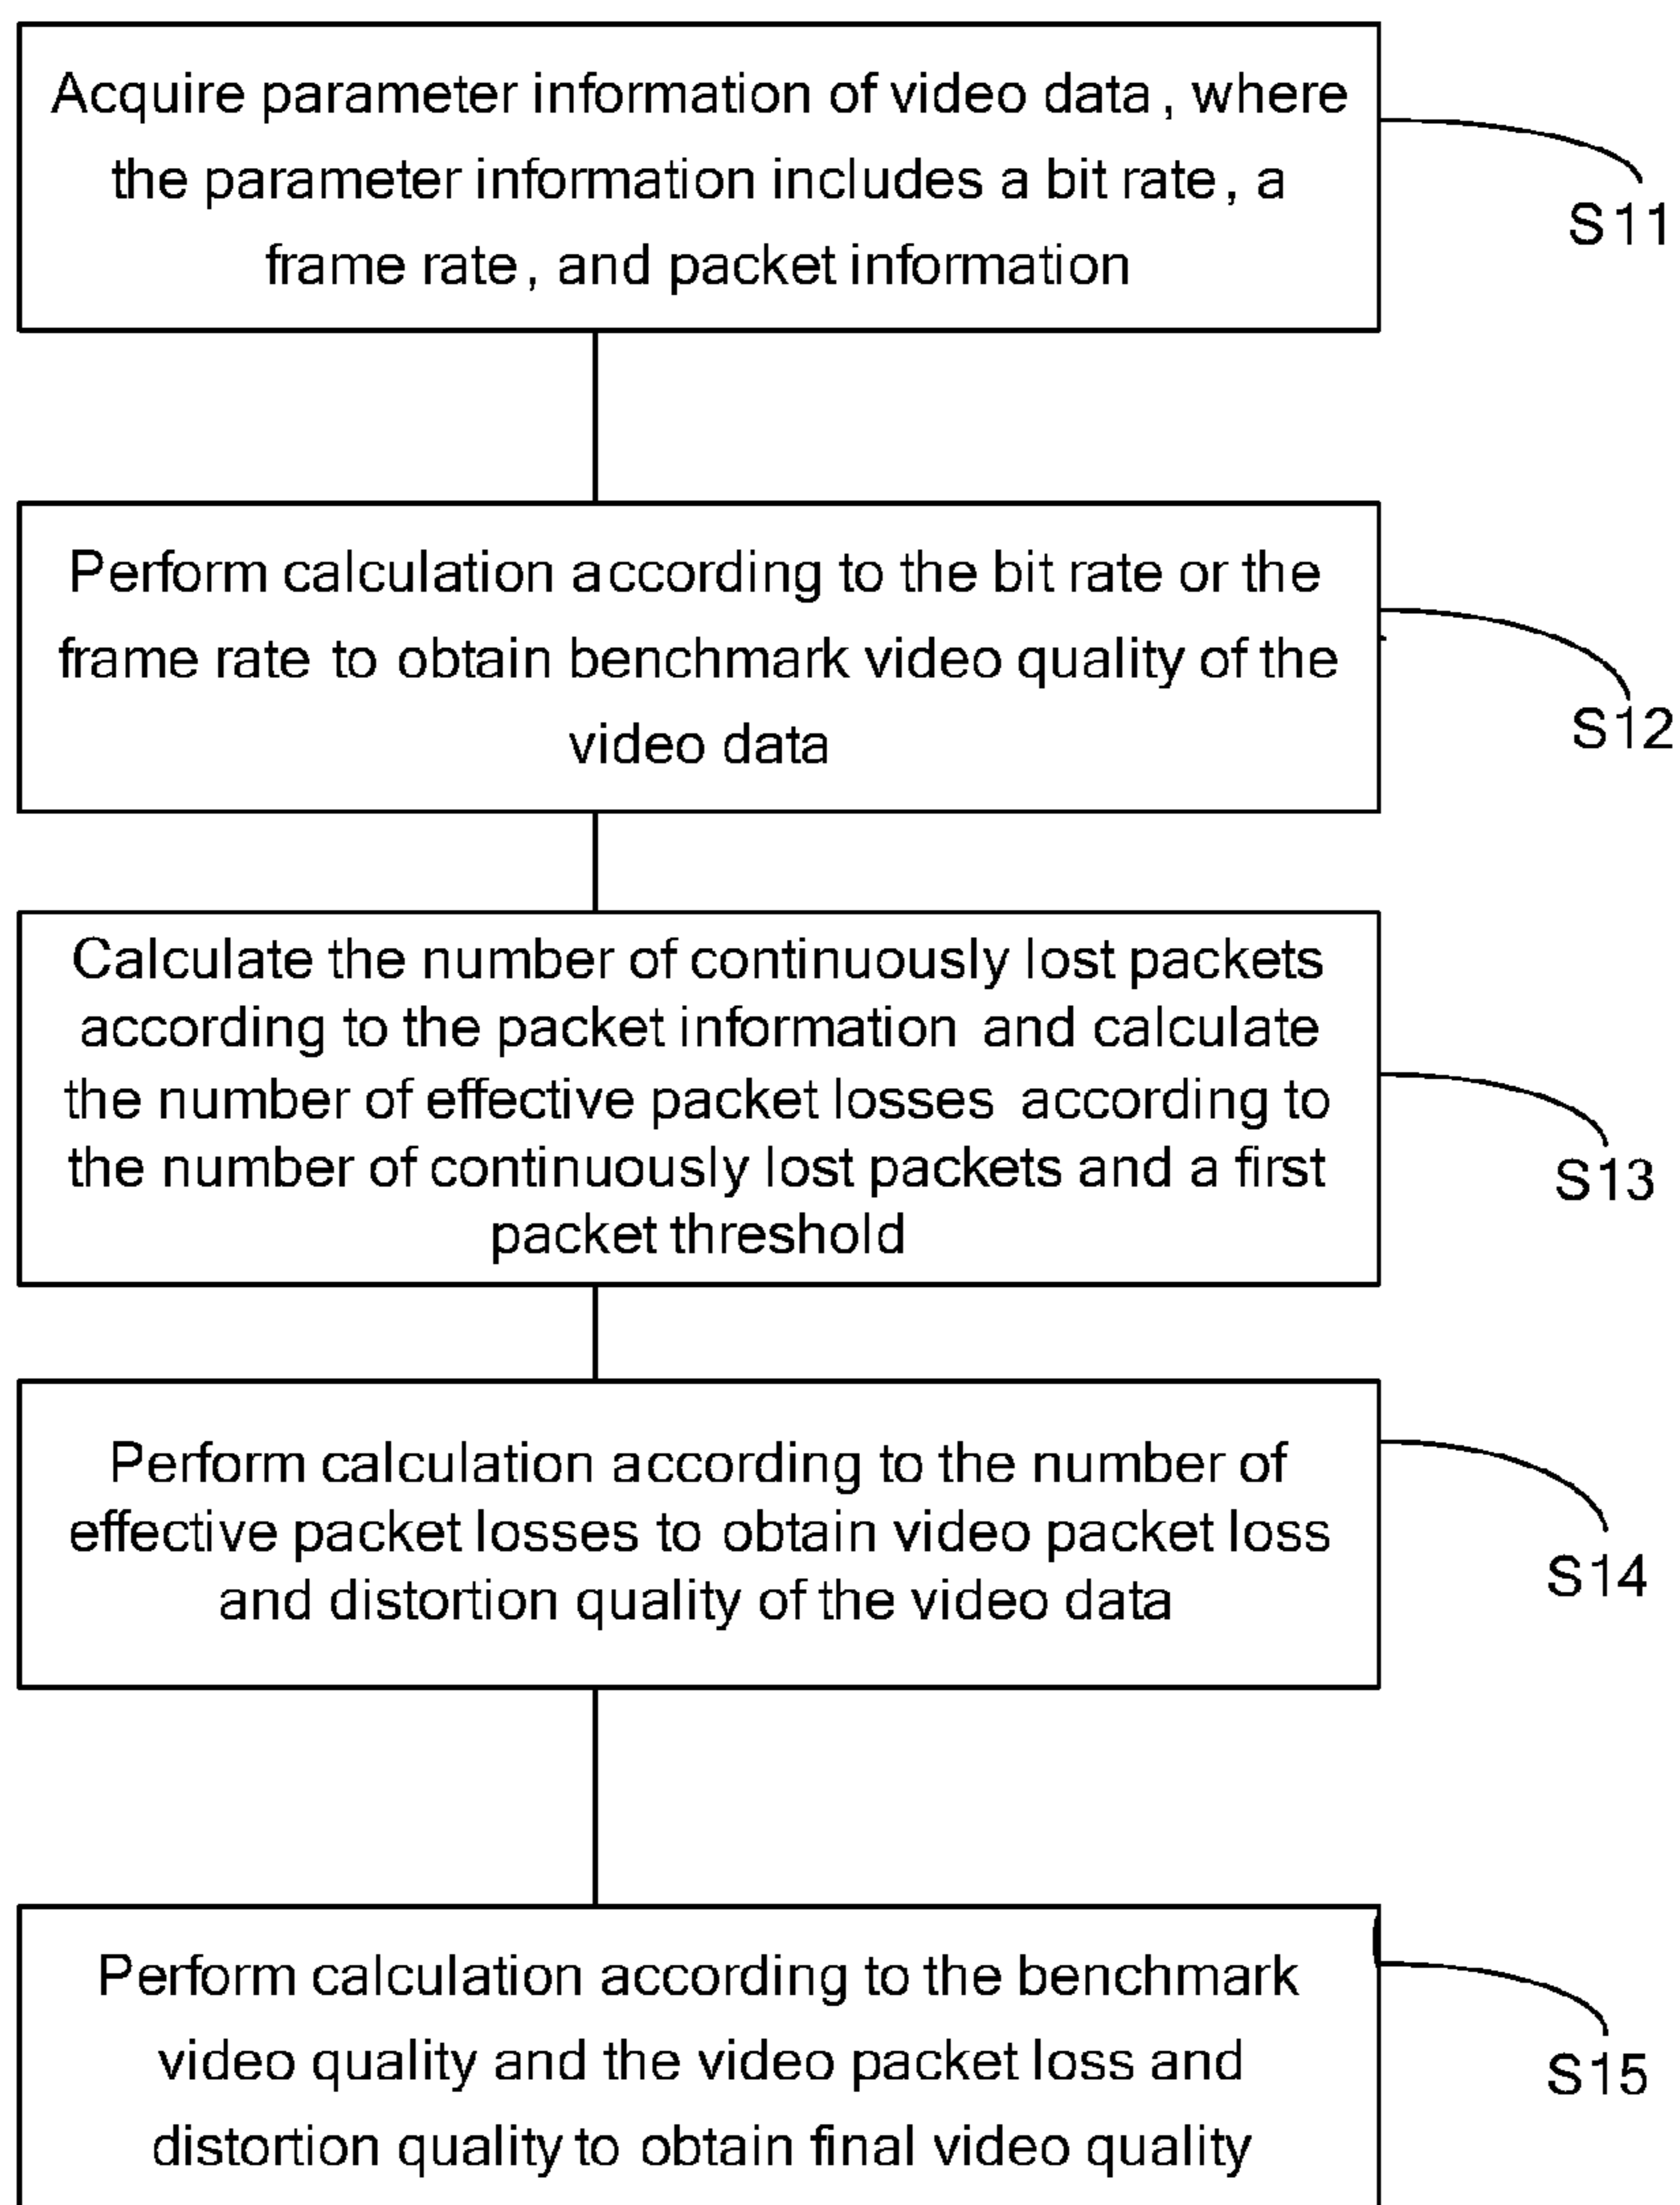 Acquire parameter information of video data, where
the parameter information includes a bit rate, a
frame rate, and packet information
S11
Perform calculation according to the bit rate or the
frame rate to obtain benchmark video quality of the
video data
S12
Calculate the number of continuously lost packets
according to the packet information and calculate
the number of effective packet losses according to
the number of continuously lost packets and a first
packet threshold
S13
Perform calculation according to the number of
effective packet losses to obtain video packet loss
and distortion quality of the video data
S14
Perform calculation according to the benchmark
video quality and the video packet loss and
distortion quality to obtain final video quality
S15